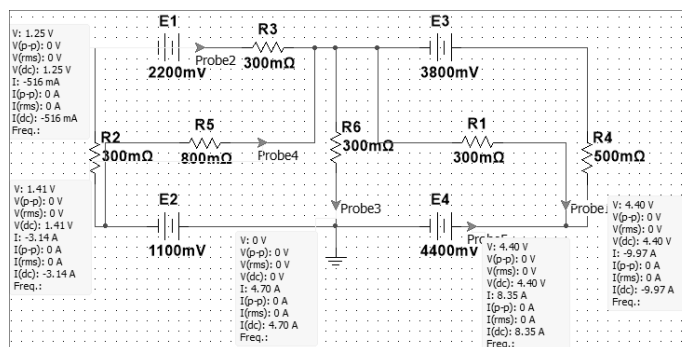 E1
2200mV
Probe2
R3
300mΩ
E3
3800mV
V: 1.25 V
V(p-p): 0 V
V(rms): 0 V
V(dc): 1.25 V
I: -516 mA
I(p-p): 0 A
I(rms): 0 A
I(dc): -516 mA
Freq.:
R2
300mΩ
R5
800mΩ
Probe4
R6
300mΩ
R1
300mΩ
R4
500mΩ
V: 1.41 V
V(p-p): 0 V
V(rms): 0 V
V(dc): 1.41 V
I: -3.14 A
I(p-p): 0 A
I(rms): 0 A
I(dc): -3.14 A
Freq.:
E2
1100mV
Probe3
E4
4400mV
V: 0 V
V(p-p): 0 V
V(rms): 0 V
V(dc): 0 V
I: 4.70 A
I(p-p): 0 A
I(rms): 0 A
I(dc): 4.70 A
Freq.:
V: 4.40 V
V(p-p): 0 V
V(rms): 0 V
V(dc): 4.40 V
I: 8.35 A
I(p-p): 0 A
I(rms): 0 A
I(dc): 8.35 A
Freq.:
V: 4.40 V
V(p-p): 0 V
V(rms): 0 V
V(dc): 4.40 V
I: -9.97 A
I(p-p): 0 A
I(rms): 0 A
I(dc): -9.97 A
Freq.: